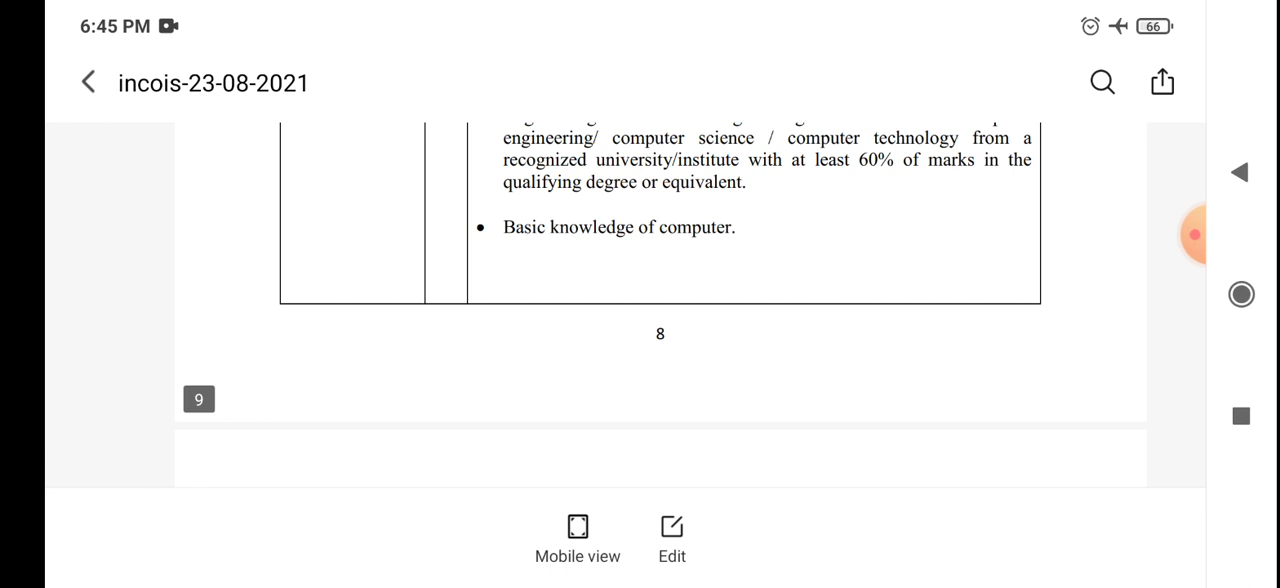 6:45 PM
66
incois-23-08-2021
engineering/ computer science / computer technology from a
recognized university/institute with at least 60% of marks in the
qualifying degree or equivalent.
• Basic knowledge of computer.
8
9
Mobile view
Edit